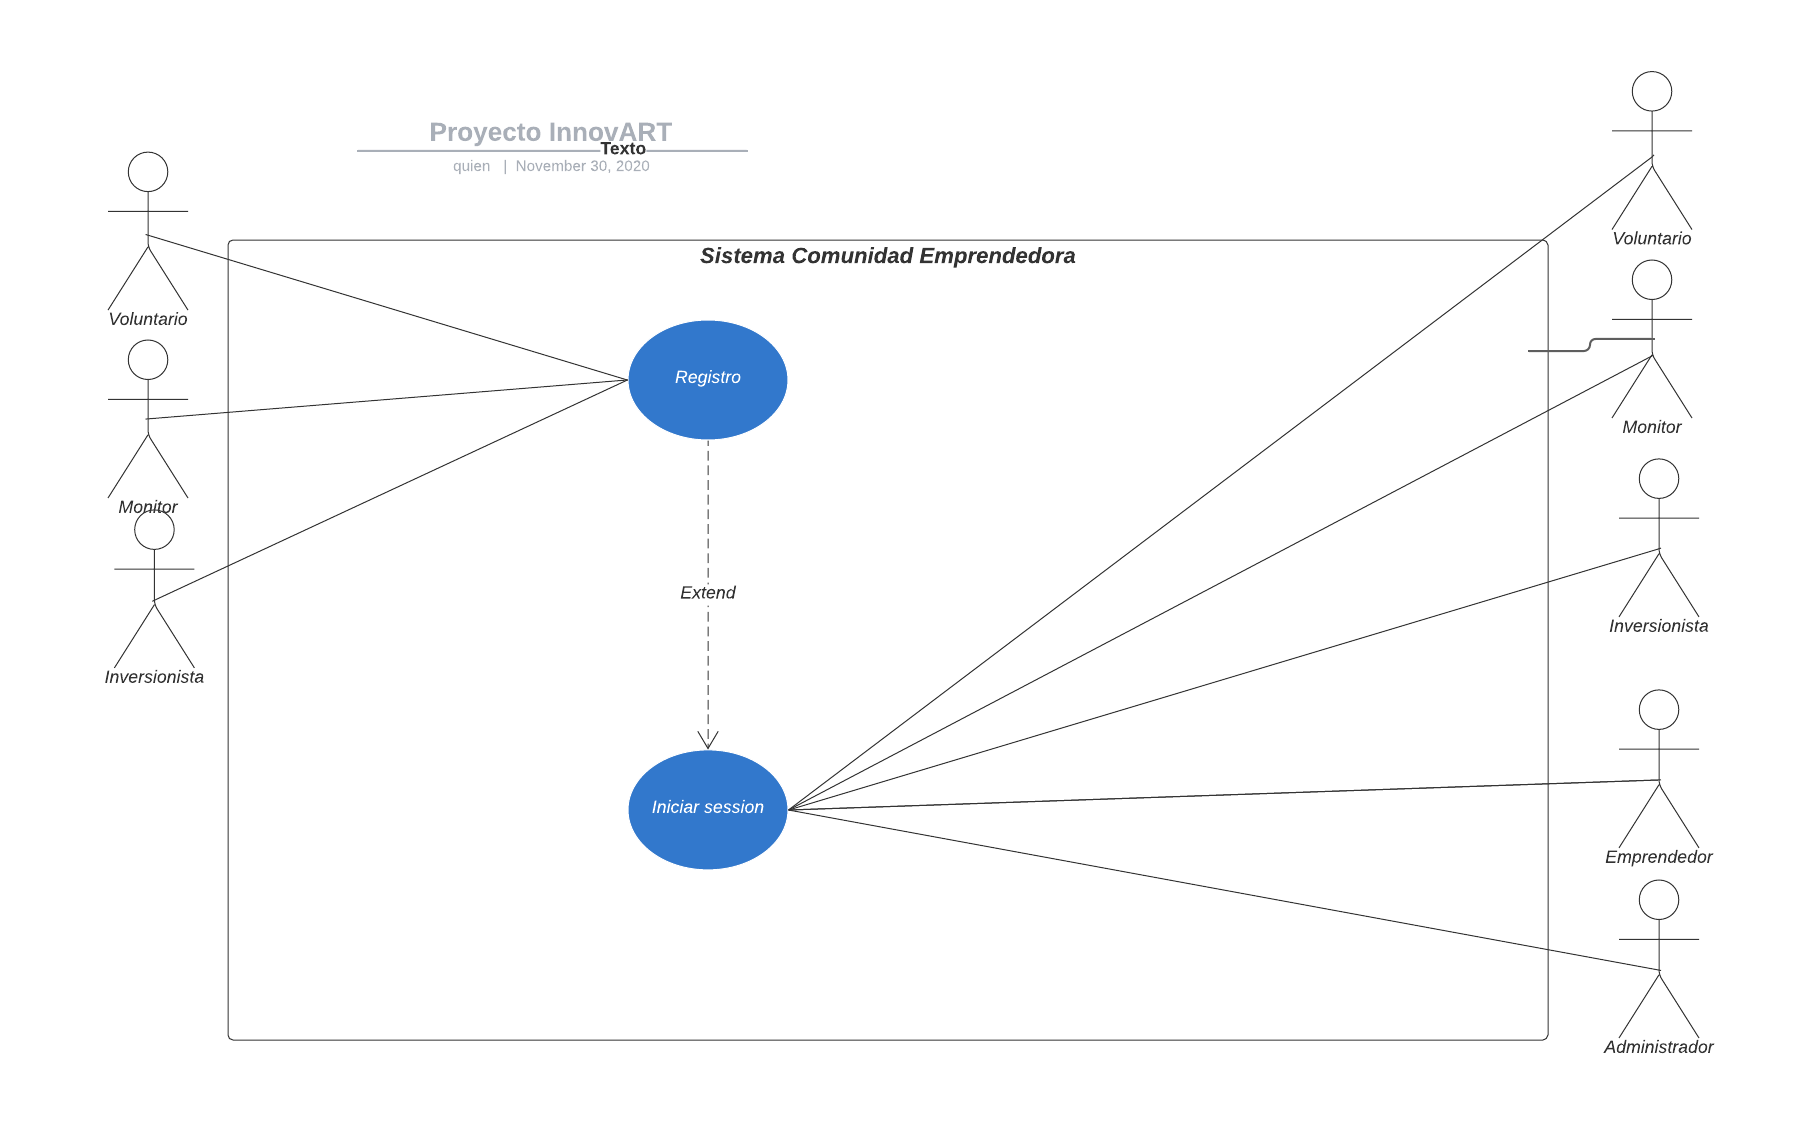 Proyecto InnovART
Texto
quien | November 30, 2020
Sistema Comunidad Emprendedora
Voluntario
Monitor
Inversionista
Registro
Extend
Iniciar session
Voluntario
Monitor
Inversionista
Emprendedor
Administrador